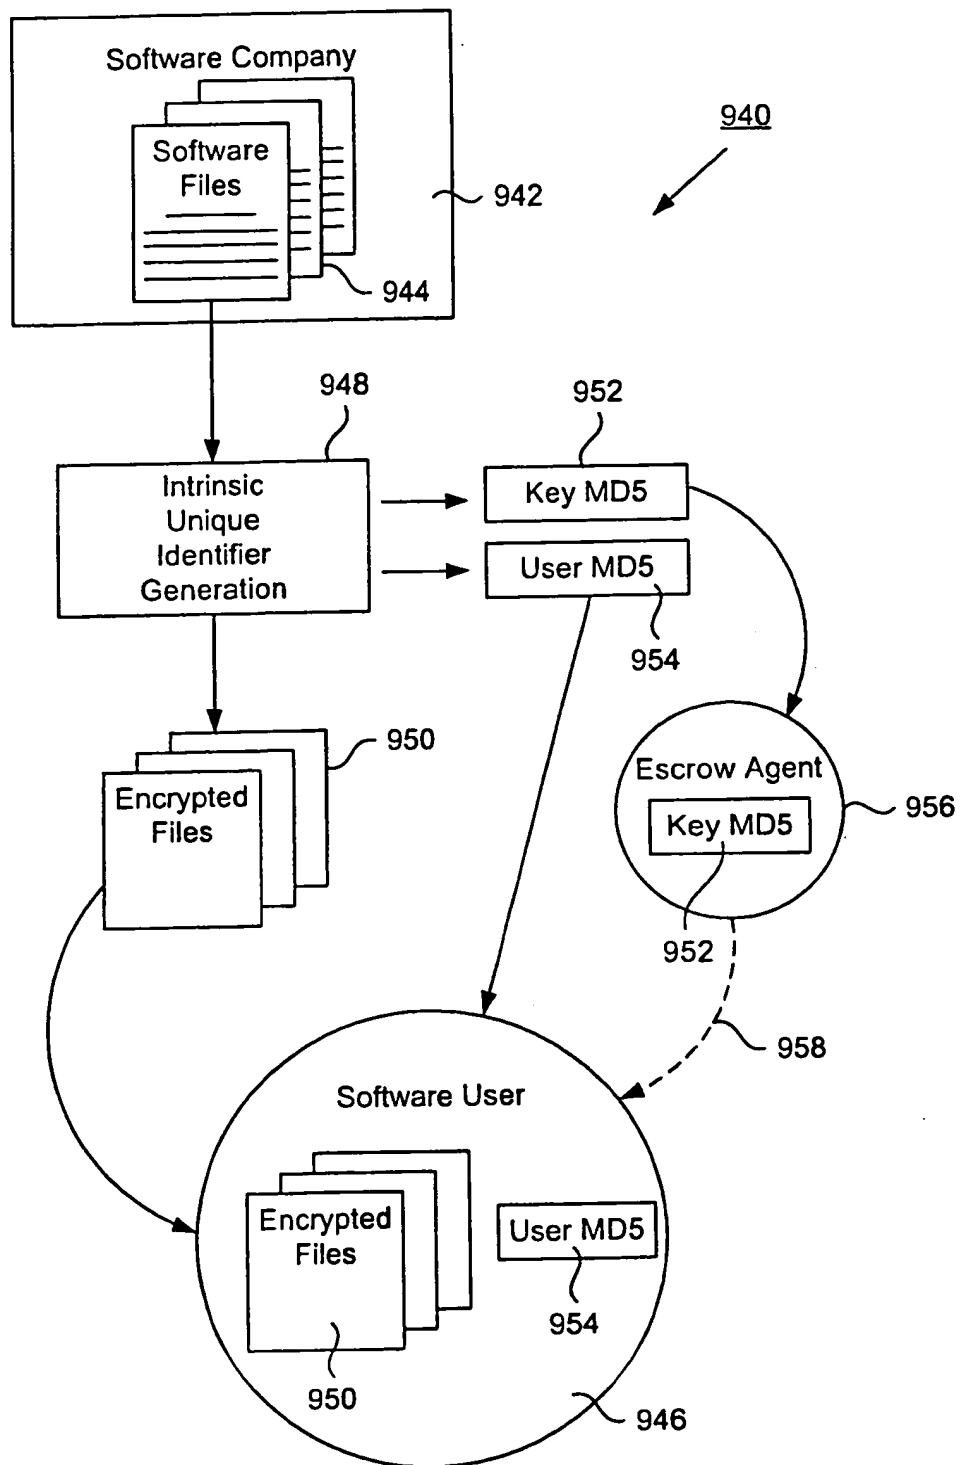 Software Company
940
Software
Files
942
944
948
952
Intrinsic
Unique
Identifier
Generation
Key MD5
User MD5
954
950
Encrypted
Files
Escrow Agent
Key MD5
956
952
958
Software User
Encrypted
Files
User MD5
954
950
946